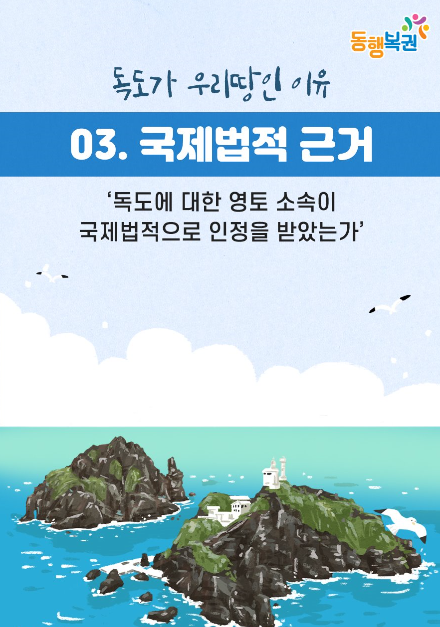 동행복권
독도가 우리땅인 이유
03. 국제법적 근거
‘독도에 대한 영토 소속이
국제법적으로 인정을 받았는가’